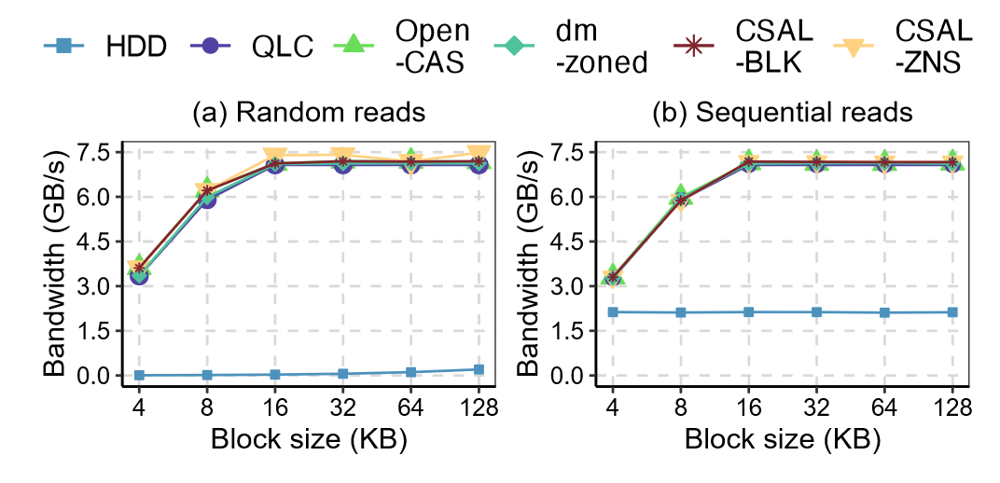 HDD
QLC
Open
-CAS
dm
-zoned
CSAL
-BLK
CSAL
-ZNS
(a) Random reads
(b) Sequential reads
Bandwidth (GB/s)
7.5
6.0
4.5
3.0
1.5
0.0
4 8 16 32 64 128
Block size (KB)
Bandwidth (GB/s)
7.5
6.0
4.5
3.0
1.5
0.0
4 8 16 32 64 128
Block size (KB)